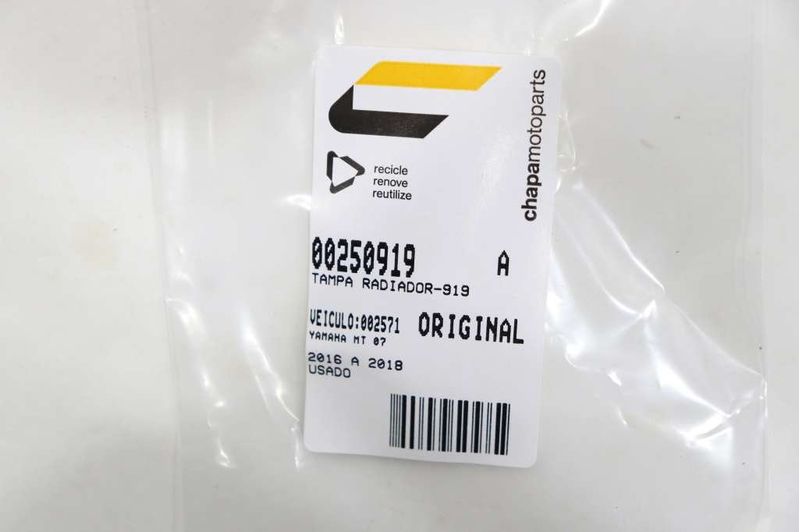 chapamotoparts
recicle
renove
reutilize
00250919 A
TAMPA RADIADOR-919
VEICULO:002571 ORIGINAL
YAMAHA MT 07
2016 A 2018
USADO